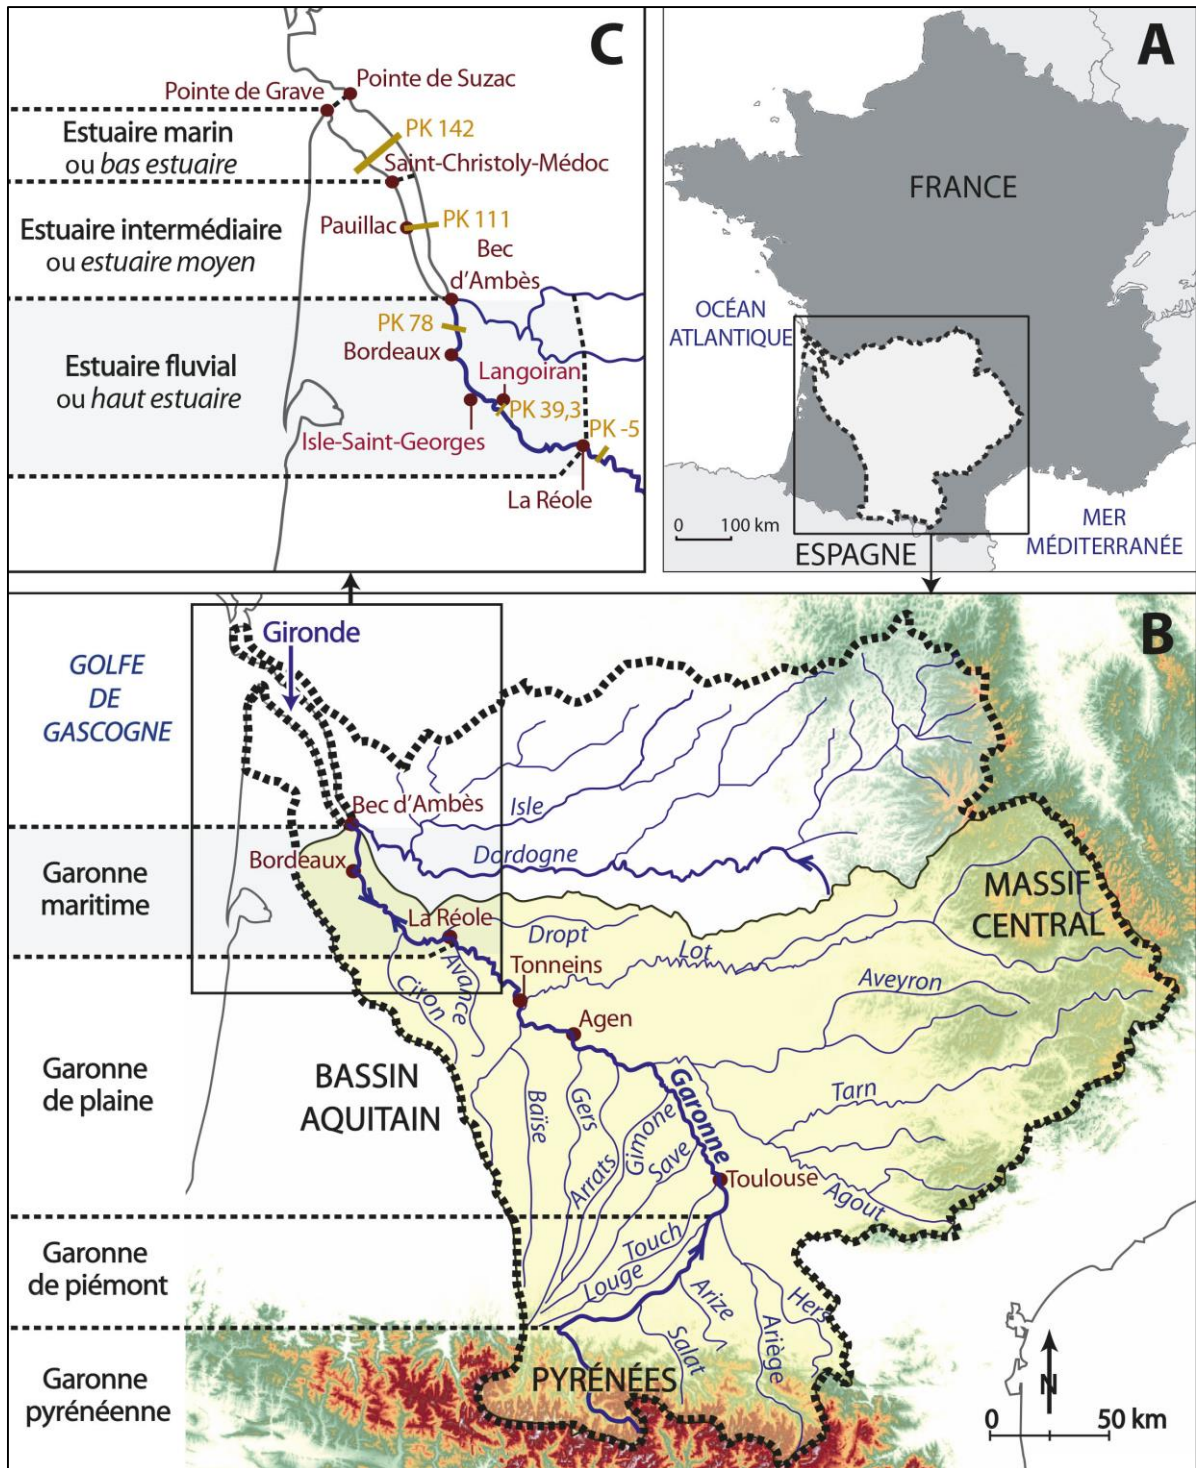 C
Pointe de Suzac
Pointe de Grave
Estuaire marin
ou bas estuaire
PK 142
Saint-Christoly-Médoc
Estuaire intermédiaire
ou estuaire moyen
Pauillac
PK 111
Bec
d'Ambès
PK 78
Bordeaux
Estuaire fluvial
ou haut estuaire
Langoiran
PK 39,3
PK -5
Isle-Saint-Georges
La Réole
A
FRANCE
OCÉAN
ATLANTIQUE
0 100 km
ESPAGNE
MER
MÉDITERRANÉE
B
Gironde
GOLFE
DE
GASCOGNE
Bec d'Ambès
Isle
Bordeaux
Dordogne
Garonne
maritime
La Réole
Dropt
Lot
MASSIF
CENTRAL
Avance
Ciron
Tonneins
Aveyron
Agen
Garonne
de plaine
BASSIN
AQUITAIN
Baïse
Gers
Arrats
Gimone
Save
Garonne
Tarn
Toulouse
Agout
Garonne
de piémont
Touch
Louge
Arize
Salat
Ariège
Hers
Garonne
pyrénéenne
PYRÉNÉES
N
0 50 km